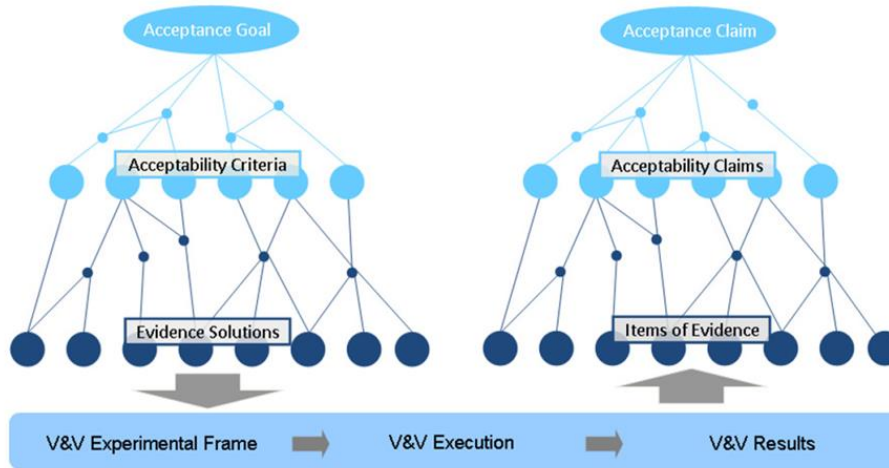 Acceptance Goal
Acceptance Claim
Acceptability Criteria
Acceptability Claims
Evidence Solutions
Items of Evidence
V&V Experimental Frame
V&V Execution
V&V Results